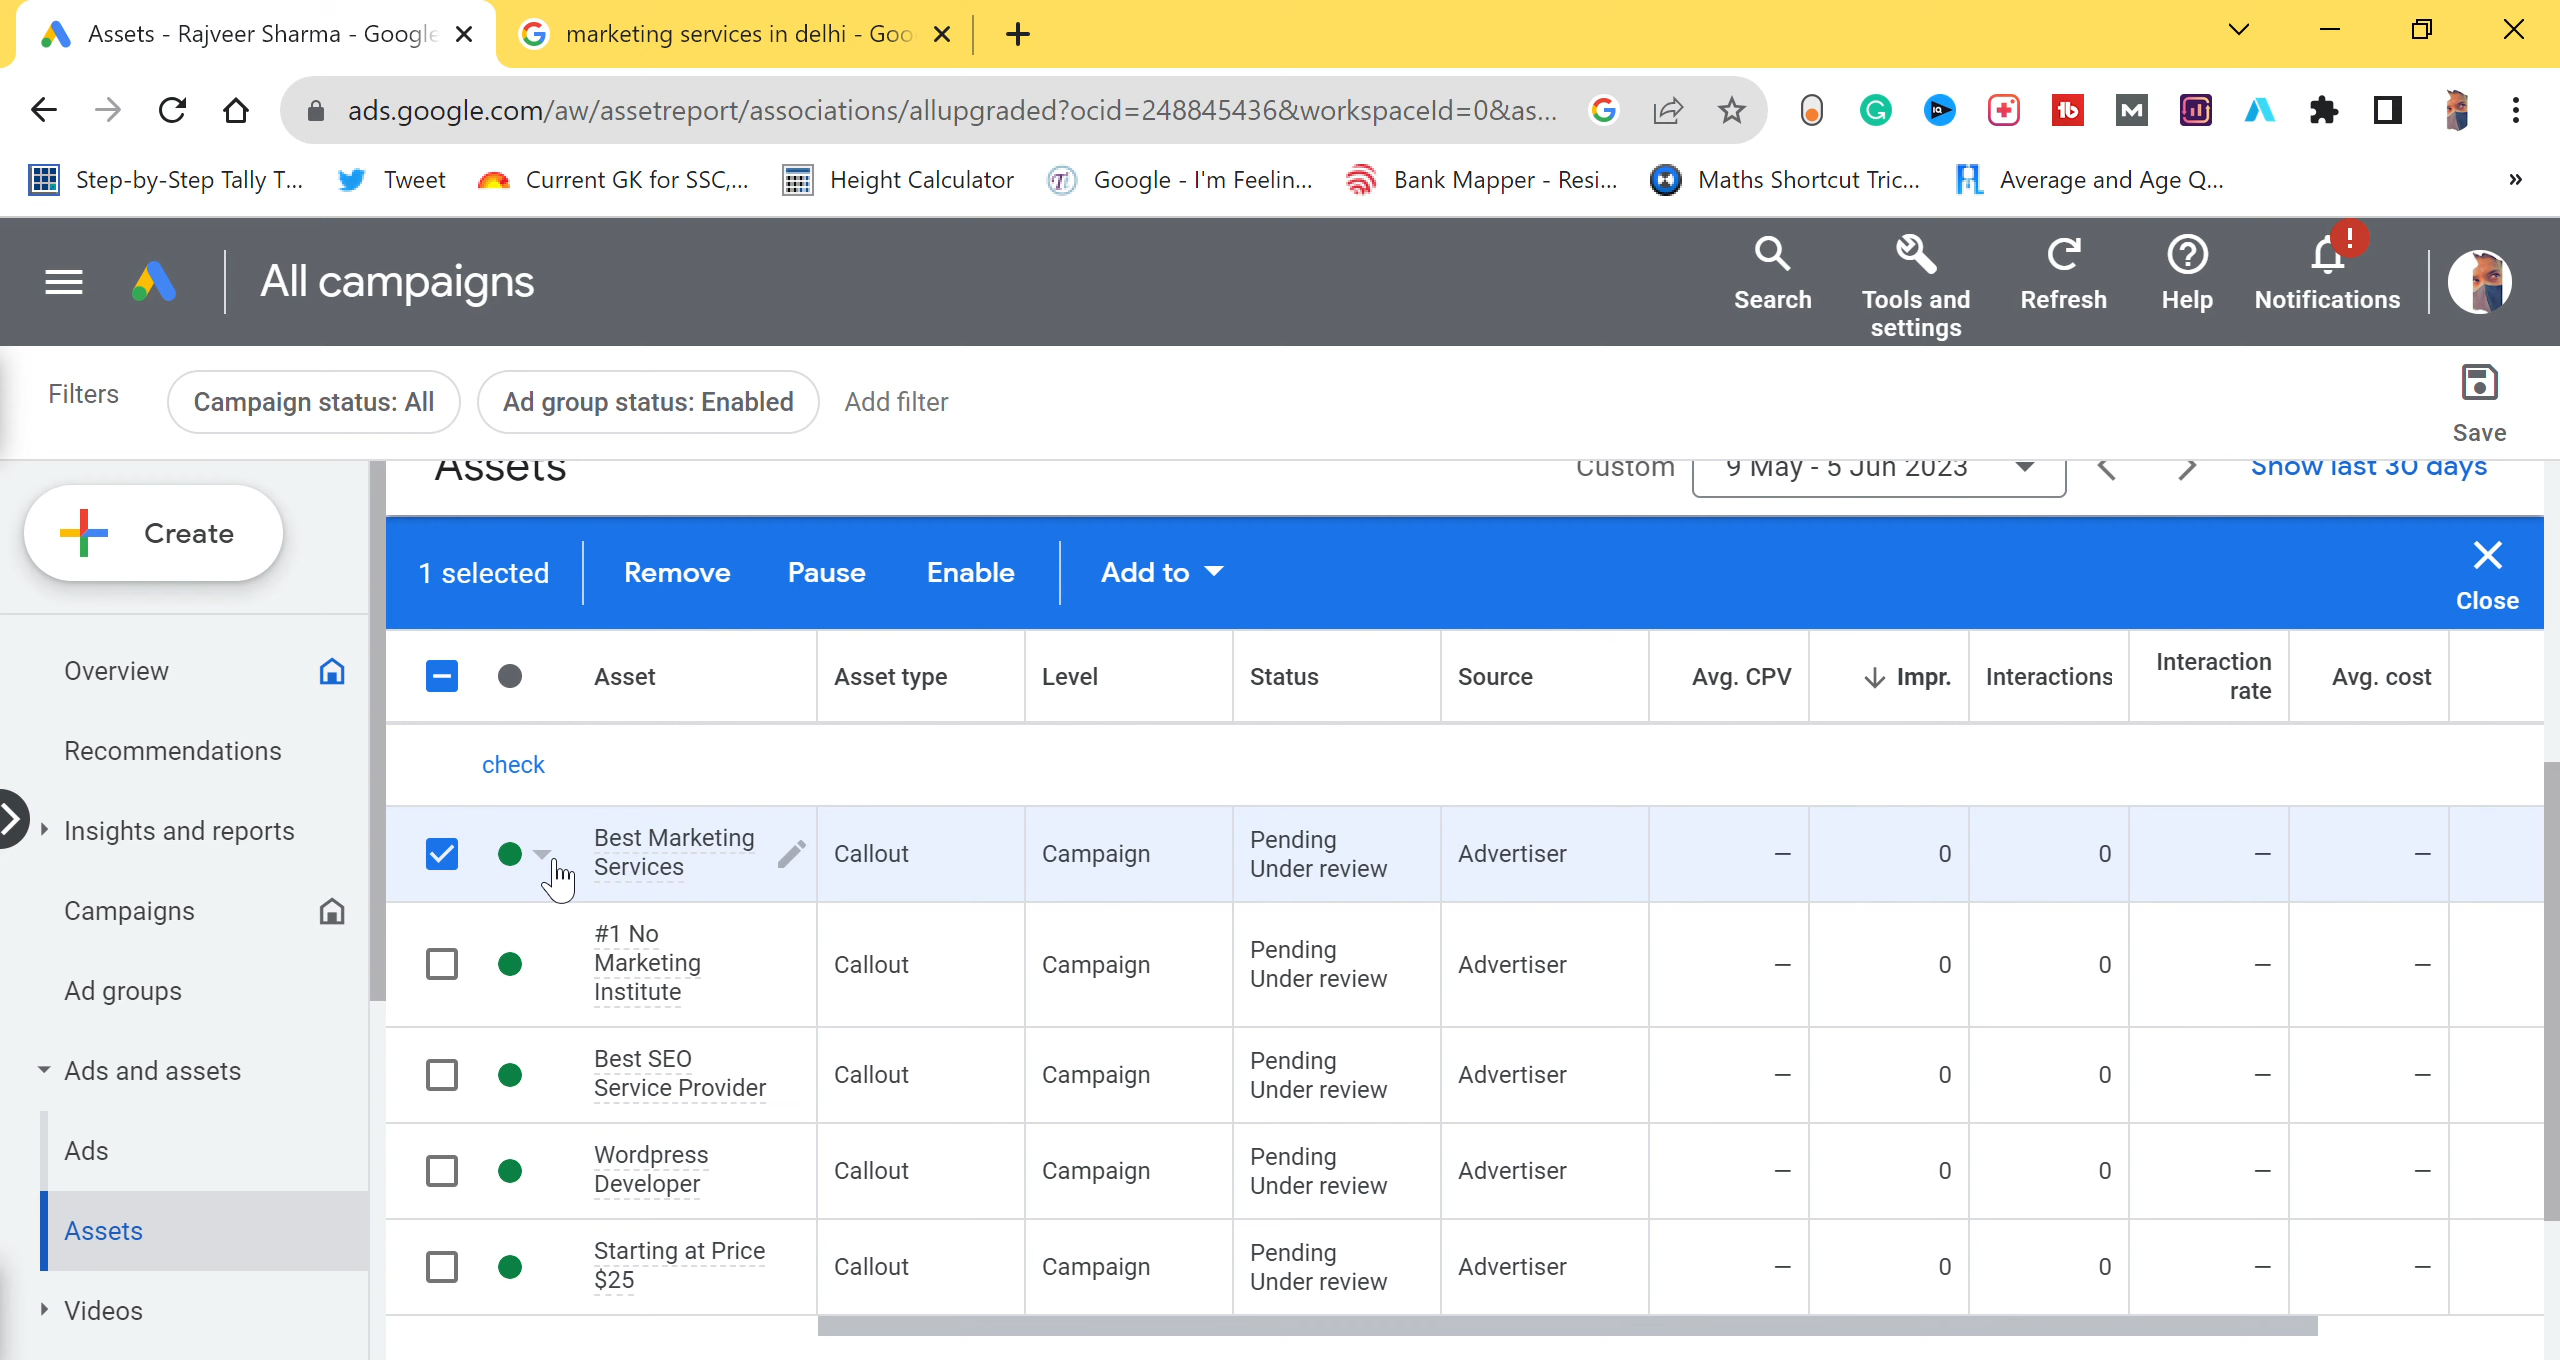 Assets - Rajveer Sharma - Google
marketing services in delhi - Goo
ads.google.com/aw/assetreport/associations/allupgraded?ocid=248845436&workspaceId=0&as...
Step-by-Step Tally T...
Tweet
Current GK for SSC,...
Height Calculator
Google - I'm Feelin...
Bank Mapper - Resi...
Maths Shortcut Tric...
Average and Age Q...
»
All campaigns
Search
Tools and
settings
Refresh
Help
Notifications
!
Filters
Campaign status: All
Ad group status: Enabled
Add filter
Save
Assets
Custom
9 May - 5 Jun 2023
Show last 30 days
Create
1 selected
Remove
Pause
Enable
Add to
Close
Overview
Recommendations
Insights and reports
Campaigns
Ad groups
Ads and assets
Ads
Assets
Videos
Asset
Asset type
Level
Status
Source
Avg. CPV
Impr.
Interactions
Interaction
rate
Avg. cost
check
Best Marketing
Services
Callout
Campaign
Pending
Under review
Advertiser
–
0
0
–
–
#1 No
Marketing
Institute
Callout
Campaign
Pending
Under review
Advertiser
–
0
0
–
–
Best SEO
Service Provider
Callout
Campaign
Pending
Under review
Advertiser
–
0
0
–
–
Wordpress
Developer
Callout
Campaign
Pending
Under review
Advertiser
–
0
0
–
–
Starting at Price
$25
Callout
Campaign
Pending
Under review
Advertiser
–
0
0
–
–